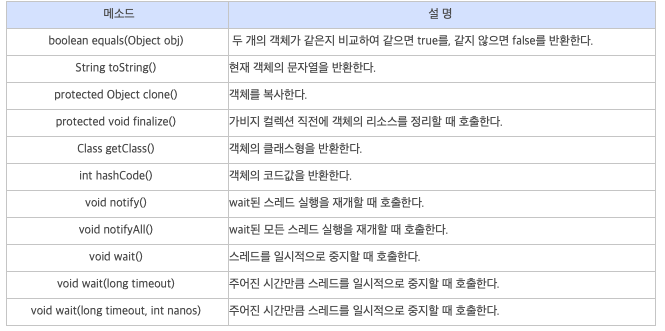 메소드 설 명
boolean equals(Object obj) 두 개의 객체가 같은지 비교하여 같으면 true를, 같지 않으면 false를 반환한다.
String toString() 현재 객체의 문자열을 반환한다.
protected Object clone() 객체를 복사한다.
protected void finalize() 가비지 컬렉션 직전에 객체의 리소스를 정리할 때 호출한다.
Class getClass() 객체의 클래스형을 반환한다.
int hashCode() 객체의 코드값을 반환한다.
void notify() wait된 스레드 실행을 재개할 때 호출한다.
void notifyAll() wait된 모든 스레드 실행을 재개할 때 호출한다.
void wait() 스레드를 일시적으로 중지할 때 호출한다.
void wait(long timeout) 주어진 시간만큼 스레드를 일시적으로 중지할 때 호출한다.
void wait(long timeout, int nanos) 주어진 시간만큼 스레드를 일시적으로 중지할 때 호출한다.